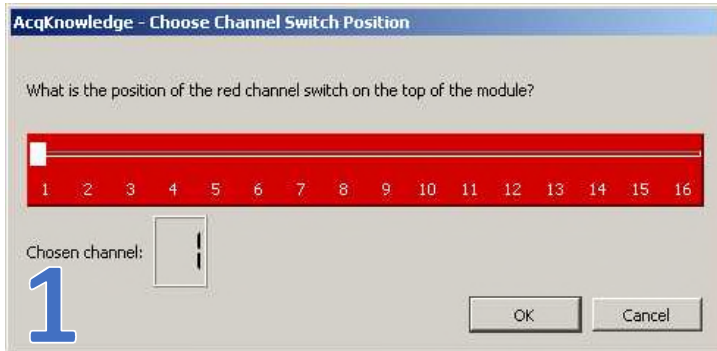 AcqKnowledge - Choose Channel Switch Position
What is the position of the red channel switch on the top of the module?
1 2 3 4 5 6 7 8 9 10 11 12 13 14 15 16
Chosen channel: 1
1
OK Cancel